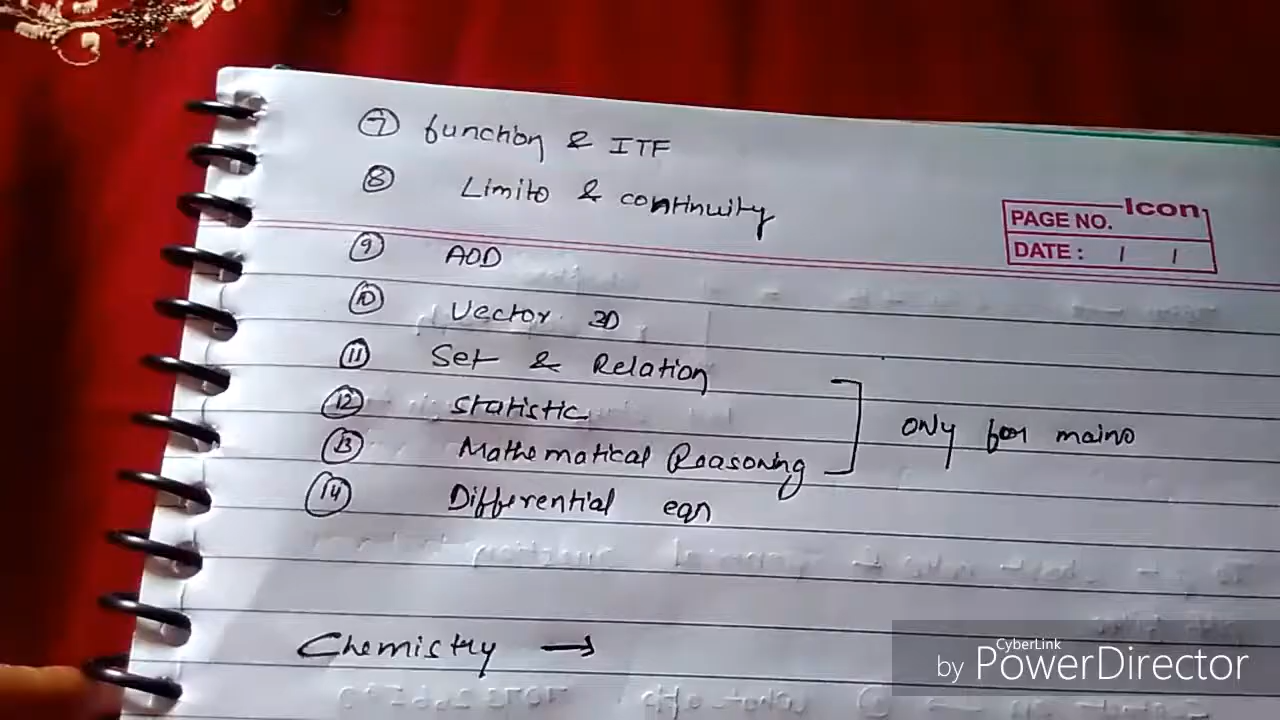 ⑦ function & ITF
⑧ Limits & continuity
Icon
PAGE NO.
DATE : / /
⑨ AOD
⑩ Vector 3D
⑪ Set & Relation
⑫ Statistic
⑬ Mathematical Reasoning
only for mains
⑭ Differential eqn
Chemistry →
CyberLink
by PowerDirector